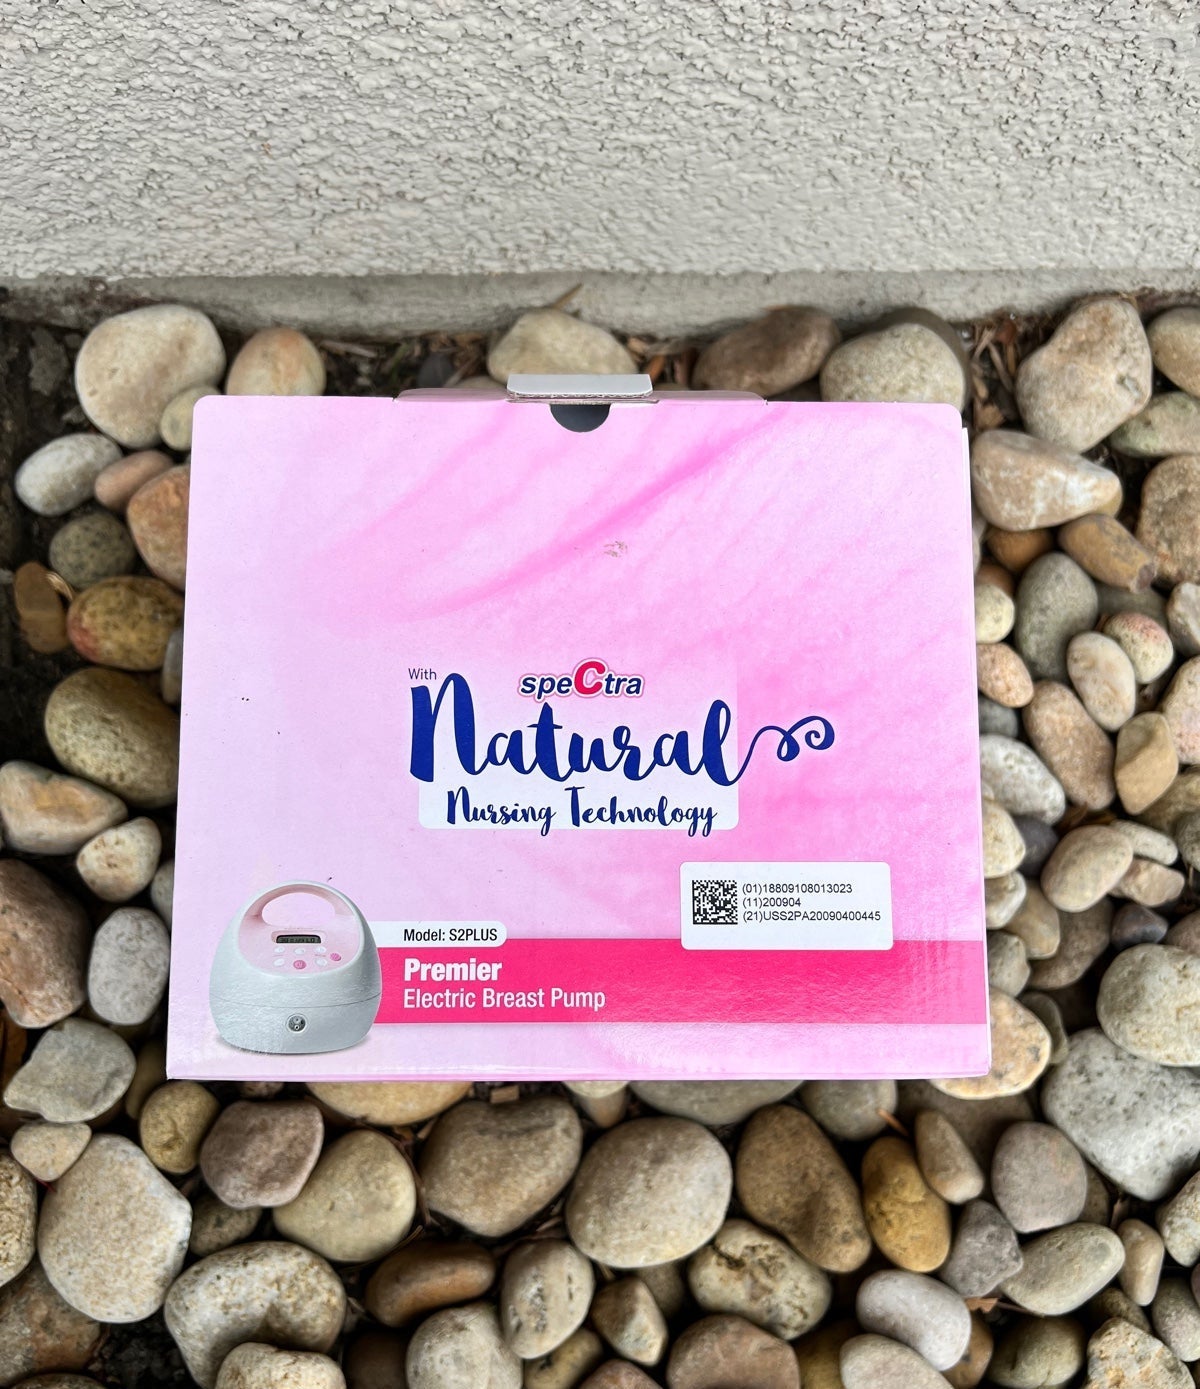 With
speCtra
Natural
Nursing Technology
(01)18809108013023
(11)200904
(21)USS2PA20090400445
Model: S2PLUS
Premier
Electric Breast Pump